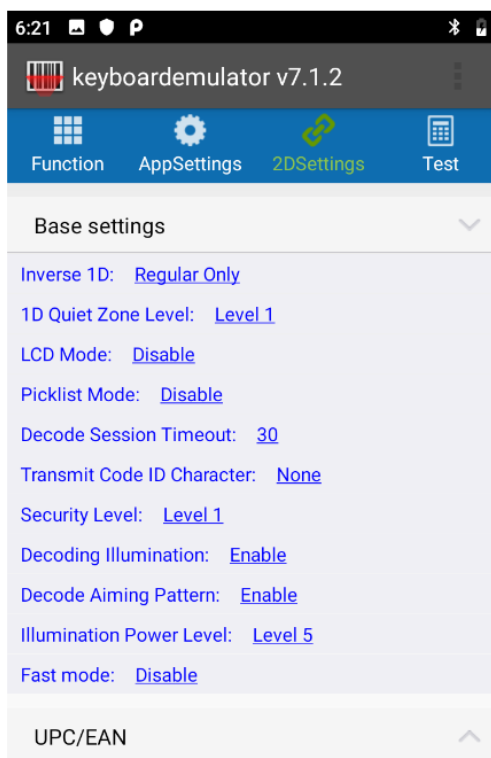 6:21
keyboardemulator v7.1.2
Function AppSettings 2DSettings Test
Base settings
Inverse 1D: Regular Only
1D Quiet Zone Level: Level 1
LCD Mode: Disable
Picklist Mode: Disable
Decode Session Timeout: 30
Transmit Code ID Character: None
Security Level: Level 1
Decoding Illumination: Enable
Decode Aiming Pattern: Enable
Illumination Power Level: Level 5
Fast mode: Disable
UPC/EAN